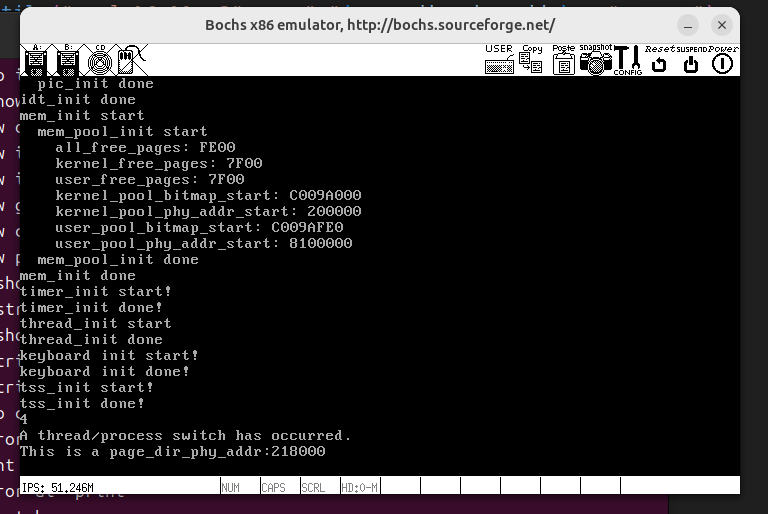 Bochs x86 emulator, http://bochs.sourceforge.net/
A: B: CD USER Copy Paste snapshot CONFIG Reset SUSPEND Power
pic_init done
idt_init done
mem_init start
mem_pool_init start
all_free_pages: FE00
kernel_free_pages: 7F00
user_free_pages: 7F00
kernel_pool_bitmap_start: C009A000
kernel_pool_phy_addr_start: 200000
user_pool_bitmap_start: C009AFE0
user_pool_phy_addr_start: 8100000
mem_pool_init done
mem_init done
timer_init start!
timer_init done!
thread_init start
thread_init done
keyboard init start!
keyboard init done!
tss_init start!
tss_init done!
4
A thread/process switch has occurred.
This is a page_dir_phy_addr:218000
IPS: 51.246M NUM CAPS SCRL HD:0-M